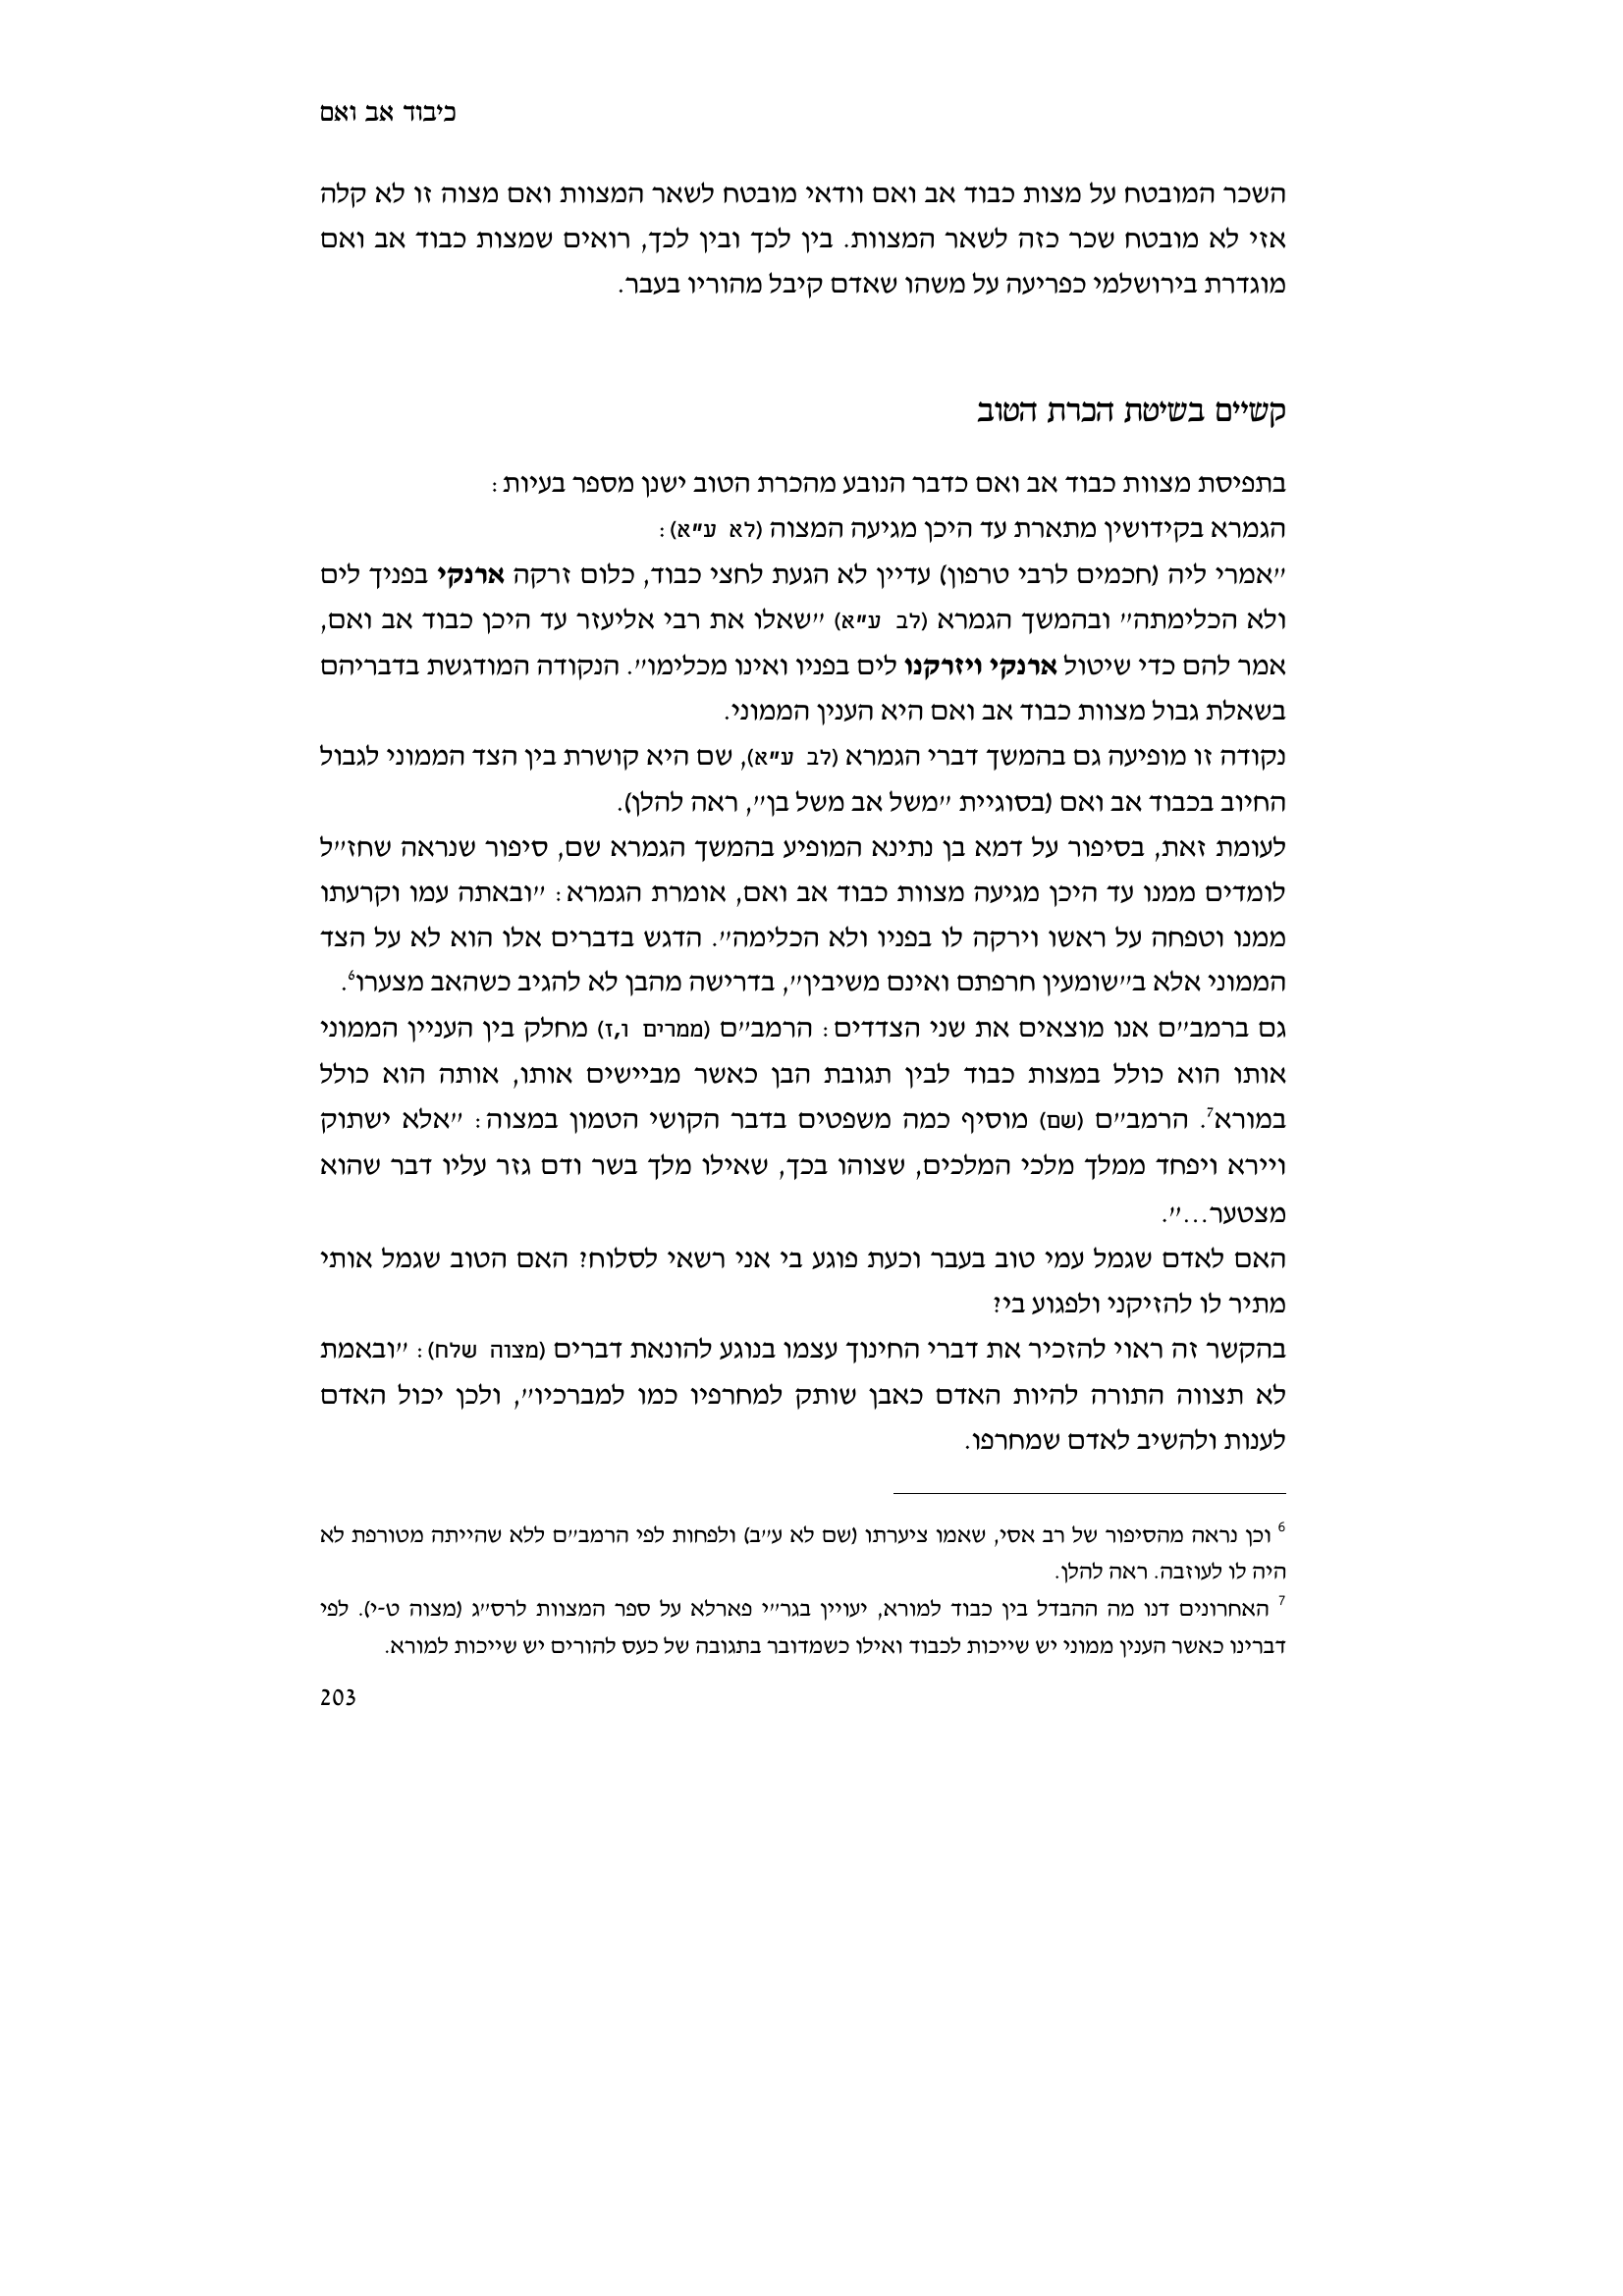 כיבוד אב ואם
השכר המובטח על מצות כבוד אב ואם וודאי מובטח לשאר המצוות ואם מצוה זו לא קלה
אזי לא מובטח שכר כזה לשאר המצוות. בין לכך ובין לכך, רואים שמצות כבוד אב ואם
מוגדרת בירושלמי כפריעה על משהו שאדם קיבל מהוריו בעבר.
קשיים בשיטת הכרת הטוב
בתפיסת מצוות כבוד אב ואם כדבר הנובע מהכרת הטוב ישנן מספר בעיות:
הגמרא בקידושין מתארת עד היכן מגיעה המצוה (לא ע"א):
"אמרי ליה (חכמים לרבי טרפון) עדיין לא הגעת לחצי כבוד, כלום זרקה ארנקי בפניך לים
ולא הכלימתה" ובהמשך הגמרא (לב ע"א) "שאלו את רבי אליעזר עד היכן כבוד אב ואם,
אמר להם כדי שיטול ארנקי ויזרקנו לים בפניו ואינו מכלימו". הנקודה המודגשת בדבריהם
בשאלת גבול מצוות כבוד אב ואם היא הענין הממוני.
נקודה זו מופיעה גם בהמשך דברי הגמרא (לב ע"א), שם היא קושרת בין הצד הממוני לגבול
החיוב בכבוד אב ואם (בסוגיית "משל אב משל בן", ראה להלן).
לעומת זאת, בסיפור על דמא בן נתינא המופיע בהמשך הגמרא שם, סיפור שנראה שחז"ל
לומדים ממנו עד היכן מגיעה מצוות כבוד אב ואם, אומרת הגמרא: "ובאתה עמו וקרעתו
ממנו וטפחה על ראשו וירקה לו בפניו ולא הכלימה". הדגש בדברים אלו הוא לא על הצד
הממוני אלא ב"שומעין חרפתם ואינם משיבין", בדרישה מהבן לא להגיב כשהאב מצערו6.
גם ברמב"ם אנו מוצאים את שני הצדדים: הרמב"ם (ממרים ו,ז) מחלק בין העניין הממוני
אותו הוא כולל במצות כבוד לבין תגובת הבן כאשר מביישים אותו, אותה הוא כולל
במורא7. הרמב"ם (שם) מוסיף כמה משפטים בדבר הקושי הטמון במצוה: "אלא ישתוק
ויירא ויפחד ממלך מלכי המלכים, שצוהו בכך, שאילו מלך בשר ודם גזר עליו דבר שהוא
מצטער...".
האם לאדם שגמל עמי טוב בעבר וכעת פוגע בי אני רשאי לסלוח? האם הטוב שגמל אותי
מתיר לו להזיקני ולפגוע בי?
בהקשר זה ראוי להזכיר את דברי החינוך עצמו בנוגע להונאת דברים (מצוה שלח): "ובאמת
לא תצווה התורה להיות האדם כאבן שותק למחרפיו כמו למברכיו", ולכן יכול האדם
לענות ולהשיב לאדם שמחרפו.
6 וכן נראה מהסיפור של רב אסי, שאמו ציערתו (שם לא ע"ב) ולפחות לפי הרמב"ם ללא שהייתה מטורפת לא
היה לו לעוזבה. ראה להלן.
7 האחרונים דנו מה ההבדל בין כבוד למורא, יעויין בגר"י פארלא על ספר המצוות לרס"ג (מצוה ט-י). לפי
דברינו כאשר הענין ממוני יש שייכות לכבוד ואילו כשמדובר בתגובה של כעס להורים יש שייכות למורא.
203